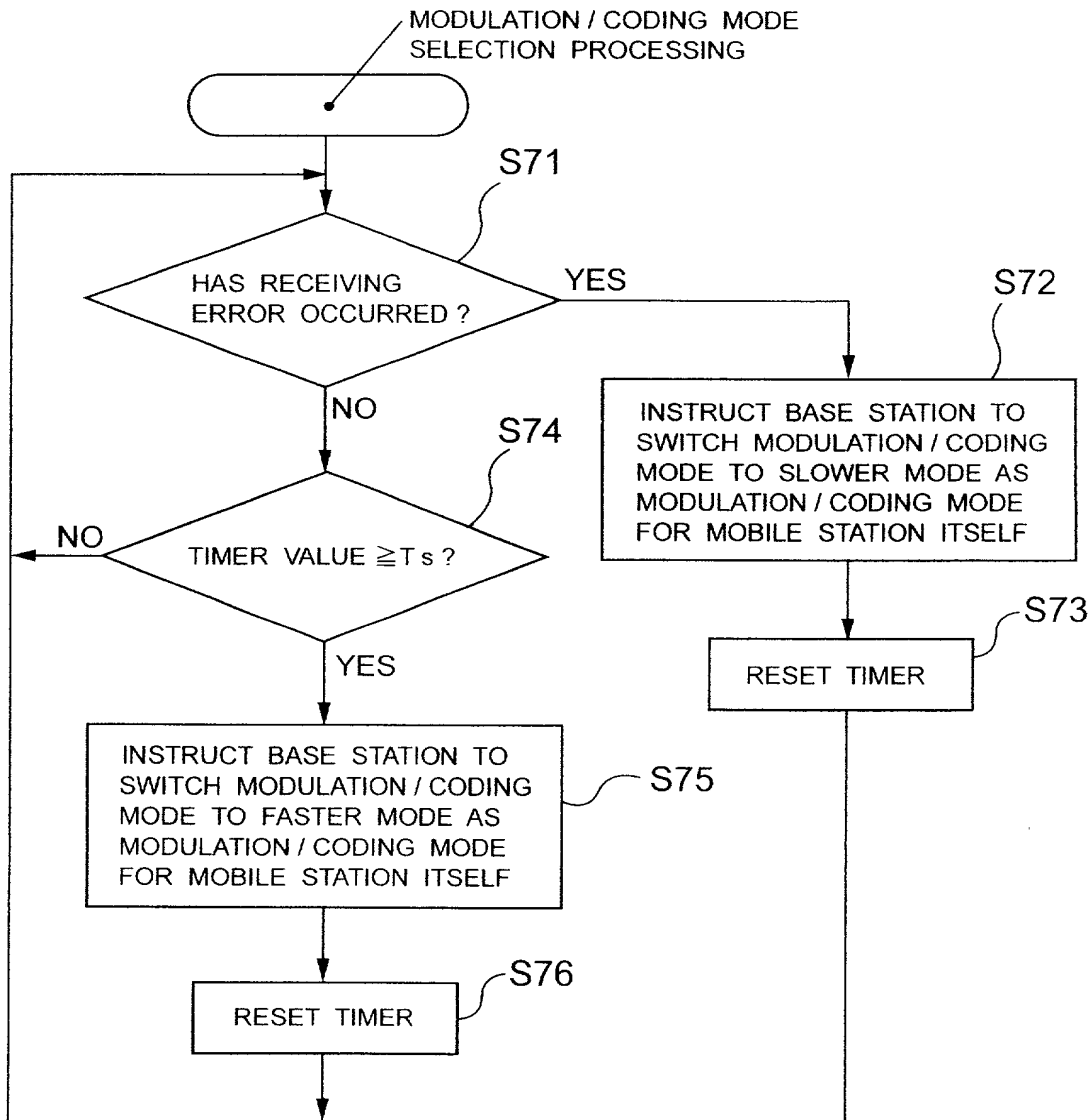 MODULATION / CODING MODE
SELECTION PROCESSING
S71
HAS RECEIVING
ERROR OCCURRED ?
YES
S72
INSTRUCT BASE STATION TO
SWITCH MODULATION / CODING
MODE TO SLOWER MODE AS
MODULATION / CODING MODE
FOR MOBILE STATION ITSELF
S73
RESET TIMER
NO
S74
TIMER VALUE ≧ T s ?
NO
YES
INSTRUCT BASE STATION TO
SWITCH MODULATION / CODING
MODE TO FASTER MODE AS
MODULATION / CODING MODE
FOR MOBILE STATION ITSELF
S75
S76
RESET TIMER